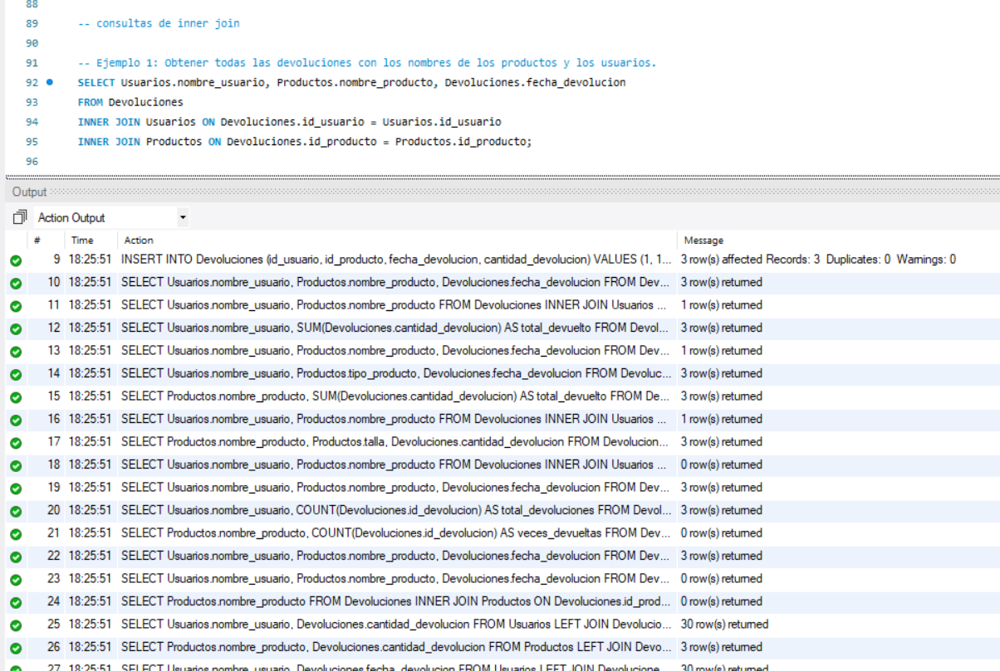 88
89 -- consultas de inner join
90
91 -- Ejemplo 1: Obtener todas las devoluciones con los nombres de los productos y los usuarios.
92 SELECT Usuarios.nombre_usuario, Productos.nombre_producto, Devoluciones.fecha_devolucion
93 FROM Devoluciones
94 INNER JOIN Usuarios ON Devoluciones.id_usuario = Usuarios.id_usuario
95 INNER JOIN Productos ON Devoluciones.id_producto = Productos.id_producto;
96
Output
Action Output
# Time Action Message
9 18:25:51 INSERT INTO Devoluciones (id_usuario, id_producto, fecha_devolucion, cantidad_devolucion) VALUES (1, 1... 3 row(s) affected Records: 3 Duplicates: 0 Warnings: 0
10 18:25:51 SELECT Usuarios.nombre_usuario, Productos.nombre_producto, Devoluciones.fecha_devolucion FROM Dev... 3 row(s) returned
11 18:25:51 SELECT Usuarios.nombre_usuario, Productos.nombre_producto FROM Devoluciones INNER JOIN Usuarios ... 1 row(s) returned
12 18:25:51 SELECT Usuarios.nombre_usuario, SUM(Devoluciones.cantidad_devolucion) AS total_devuelto FROM Devol... 3 row(s) returned
13 18:25:51 SELECT Usuarios.nombre_usuario, Productos.nombre_producto, Devoluciones.fecha_devolucion FROM Dev... 1 row(s) returned
14 18:25:51 SELECT Usuarios.nombre_usuario, Productos.tipo_producto, Devoluciones.fecha_devolucion FROM Devoluc... 3 row(s) returned
15 18:25:51 SELECT Productos.nombre_producto, SUM(Devoluciones.cantidad_devolucion) AS total_devuelto FROM De... 3 row(s) returned
16 18:25:51 SELECT Usuarios.nombre_usuario, Productos.nombre_producto FROM Devoluciones INNER JOIN Usuarios ... 1 row(s) returned
17 18:25:51 SELECT Productos.nombre_producto, Productos.talla, Devoluciones.cantidad_devolucion FROM Devolucion... 3 row(s) returned
18 18:25:51 SELECT Usuarios.nombre_usuario, Productos.nombre_producto FROM Devoluciones INNER JOIN Usuarios ... 0 row(s) returned
19 18:25:51 SELECT Usuarios.nombre_usuario, Productos.nombre_producto, Devoluciones.fecha_devolucion FROM Dev... 3 row(s) returned
20 18:25:51 SELECT Usuarios.nombre_usuario, COUNT(Devoluciones.id_devolucion) AS total_devoluciones FROM Devol... 3 row(s) returned
21 18:25:51 SELECT Productos.nombre_producto, COUNT(Devoluciones.id_devolucion) AS veces_devueltas FROM Dev... 0 row(s) returned
22 18:25:51 SELECT Usuarios.nombre_usuario, Productos.nombre_producto, Devoluciones.fecha_devolucion FROM Dev... 3 row(s) returned
23 18:25:51 SELECT Usuarios.nombre_usuario, Productos.nombre_producto, Devoluciones.fecha_devolucion FROM Dev... 0 row(s) returned
24 18:25:51 SELECT Productos.nombre_producto FROM Devoluciones INNER JOIN Productos ON Devoluciones.id_prod... 0 row(s) returned
25 18:25:51 SELECT Usuarios.nombre_usuario, Devoluciones.cantidad_devolucion FROM Usuarios LEFT JOIN Devolucio... 30 row(s) returned
26 18:25:51 SELECT Productos.nombre_producto, Devoluciones.cantidad_devolucion FROM Productos LEFT JOIN Devo... 3 row(s) returned
27 18:25:51 SELECT Usuarios.nombre_usuario, Devoluciones.fecha_devolucion FROM Usuarios LEFT JOIN Devolucione... 30 row(s) returned